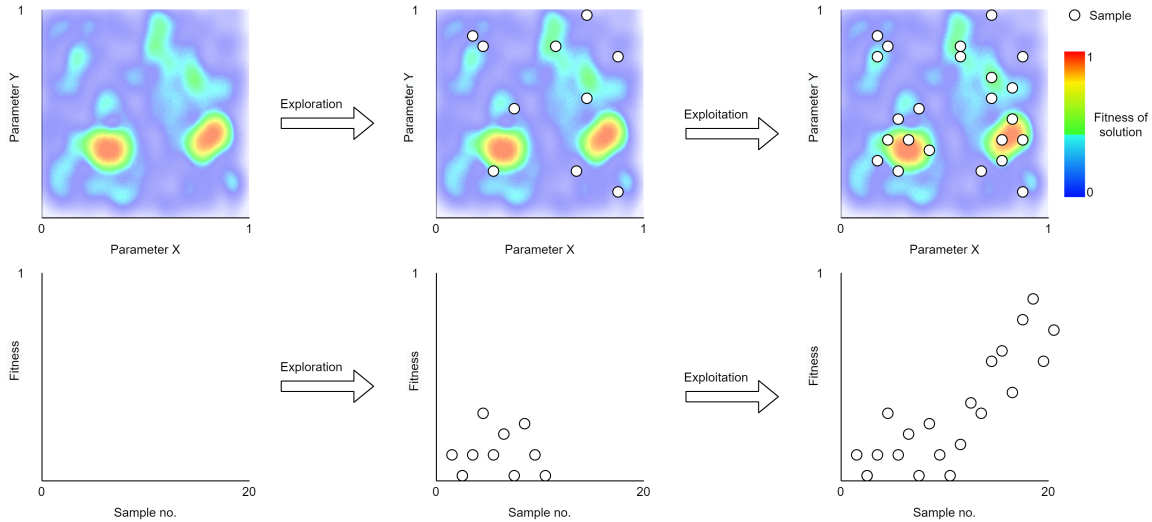 1
Parameter Y
0
1
Parameter X
Exploration
1
Parameter Y
0
1
Parameter X
Exploitation
1
Parameter Y
0
1
Parameter X
Sample
1
Fitness of
solution
0
1
Fitness
0
20
Sample no.
Exploration
1
Fitness
0
20
Sample no.
Exploitation
1
Fitness
0
20
Sample no.